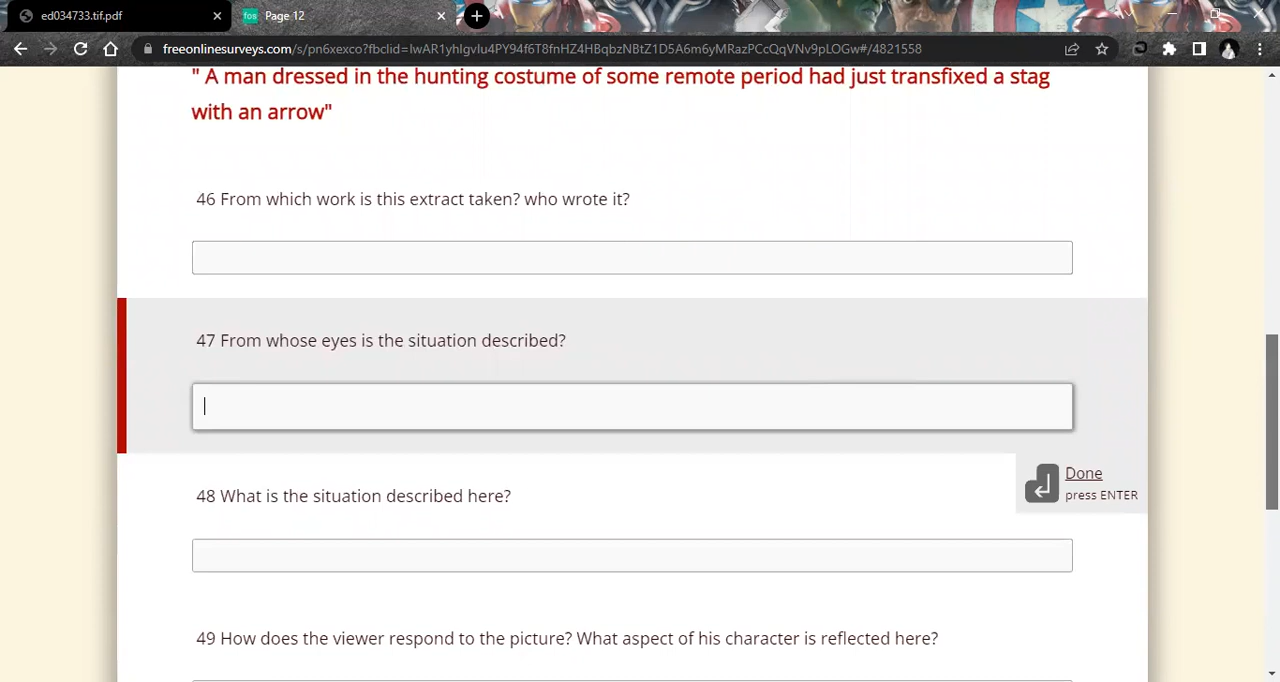 ed034733.tif.pdf
fos Page 12
freeonlinesurveys.com/s/pn6xexco?fbclid=IwAR1yhlgvIu4PY94f6T8fnHZ4HBqbzNBtZ1D5A6m6yMRazPCcQqVNv9pLOGw#/4821558
" A man dressed in the hunting costume of some remote period had just transfixed a stag
with an arrow"
46 From which work is this extract taken? who wrote it?
47 From whose eyes is the situation described?
Done
press ENTER
48 What is the situation described here?
49 How does the viewer respond to the picture? What aspect of his character is reflected here?